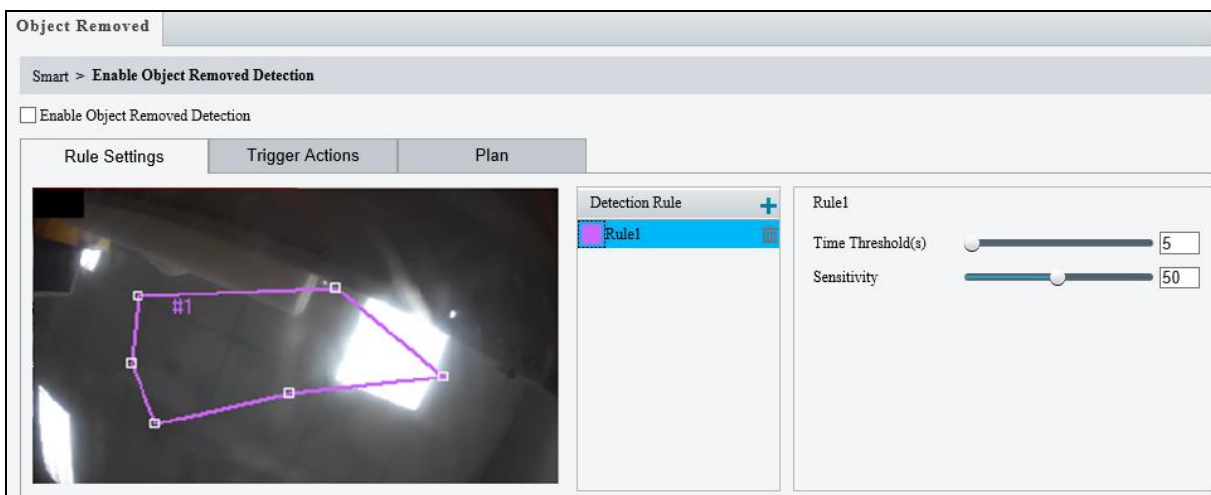 Object Removed
Smart > Enable Object Removed Detection
Enable Object Removed Detection
Rule Settings
Trigger Actions
Plan
#1
Detection Rule
Rule1
Rule1
Time Threshold(s) 5
Sensitivity 50